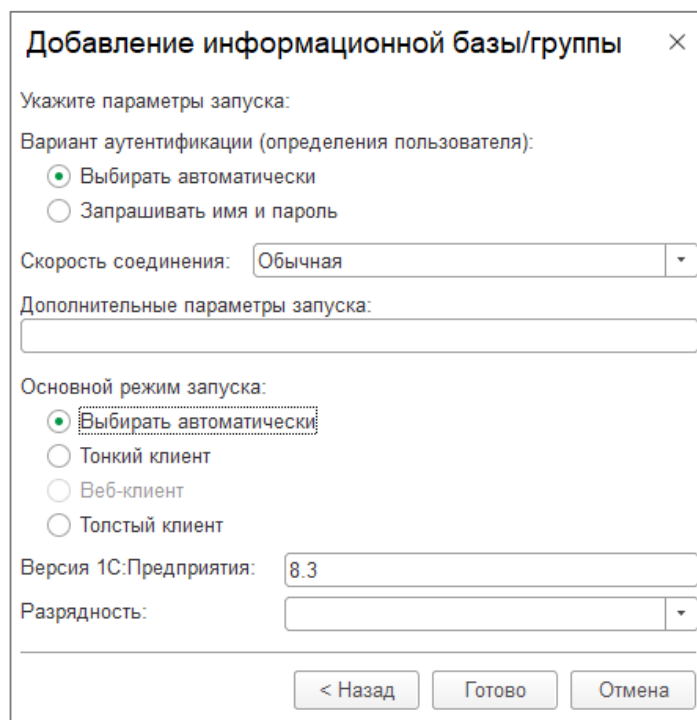 Добавление информационной базы/группы
Укажите параметры запуска:
Вариант аутентификации (определения пользователя):
Выбирать автоматически
Запрашивать имя и пароль
Скорость соединения: Обычная
Дополнительные параметры запуска:
Основной режим запуска:
Выбирать автоматически
Тонкий клиент
Веб-клиент
Толстый клиент
Версия 1С:Предприятия: 8.3
Разрядность:
< Назад Готово Отмена